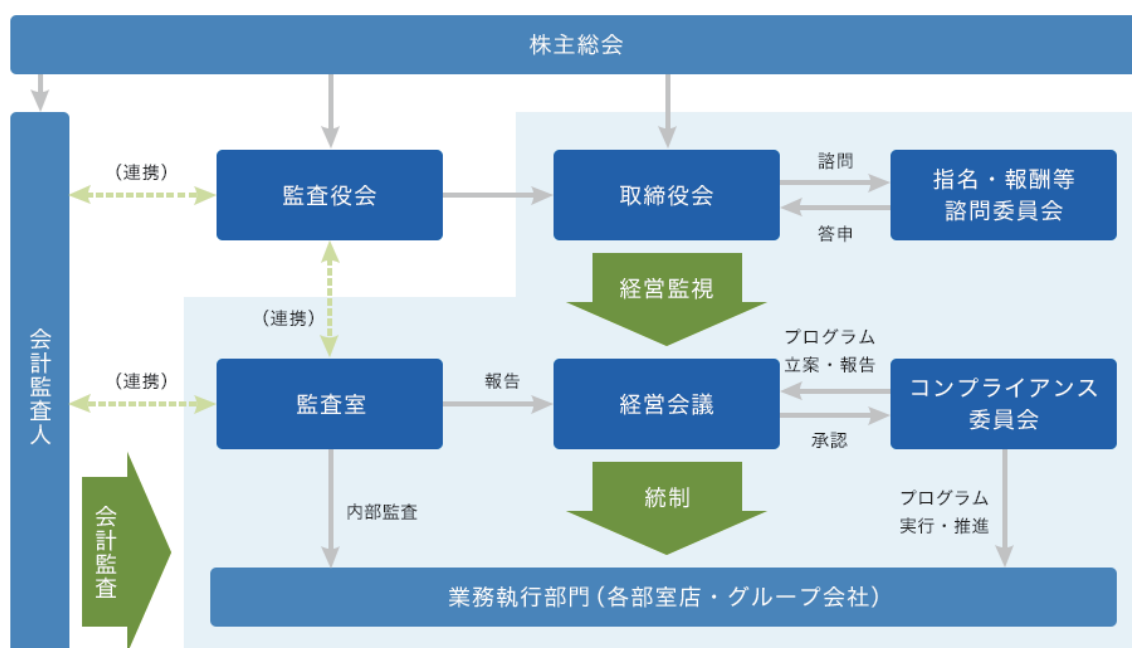 株主総会
(連携)
監査役会
取締役会
諮問
答申
指名・報酬等
諮問委員会
経営監視
(連携)
会計監査人
(連携)
監査室
報告
経営会議
プログラム
立案・報告
承認
コンプライアンス
委員会
会計監査
内部監査
統制
プログラム
実行・推進
業務執行部門(各部室店・グループ会社)